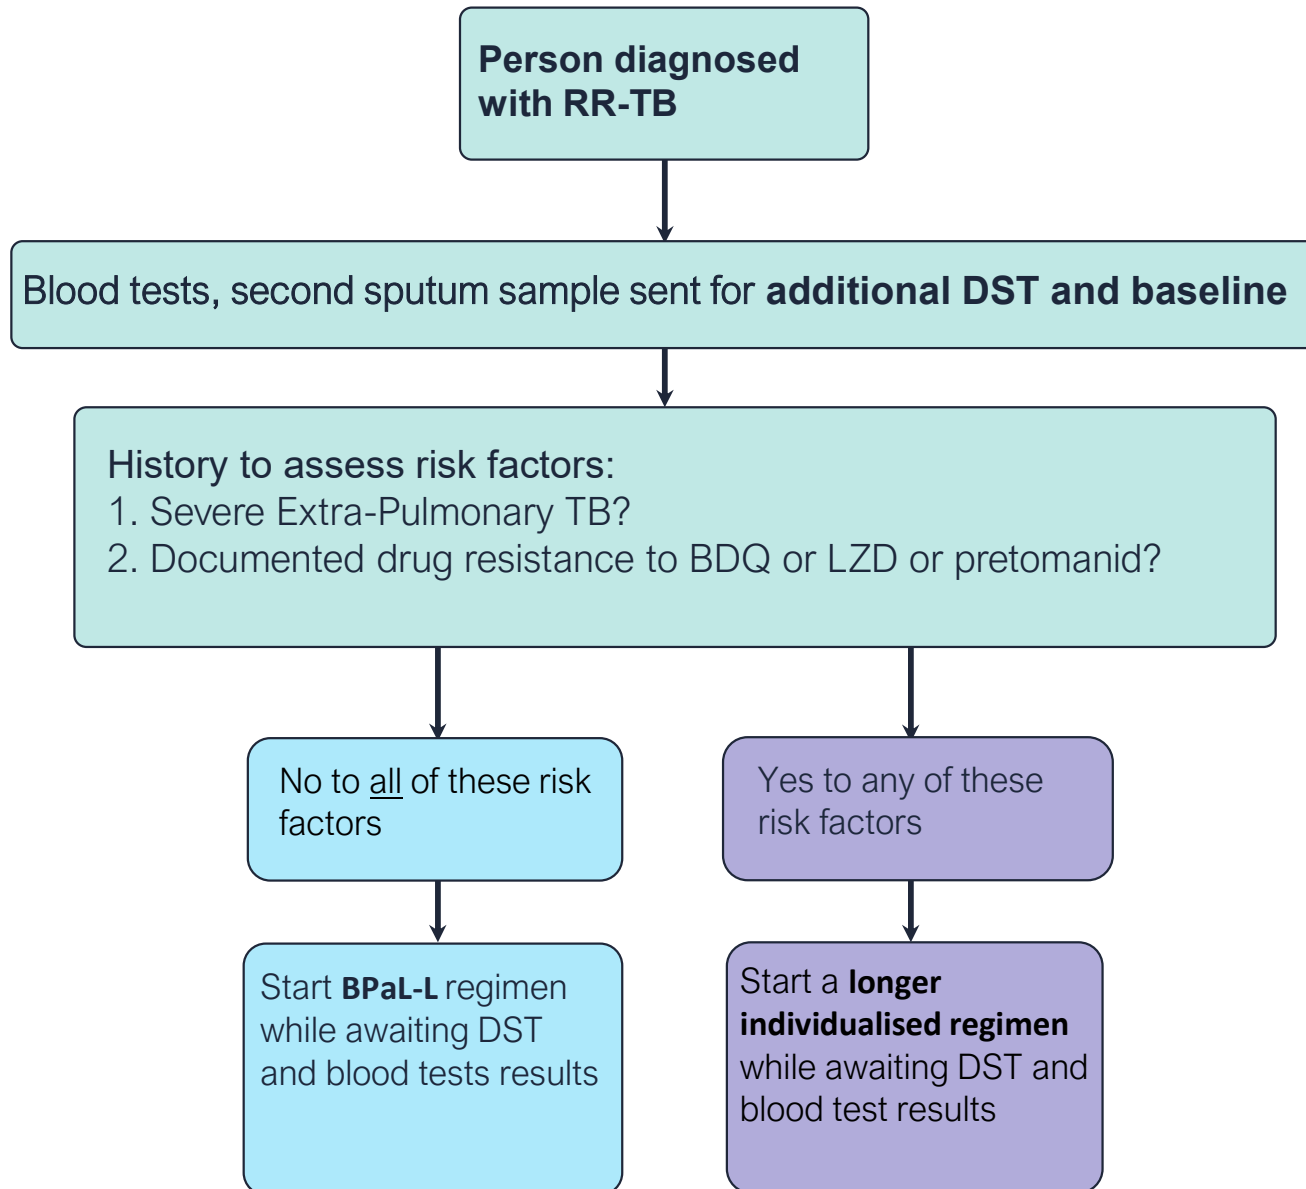 Person diagnosed
with RR-TB
Blood tests, second sputum sample sent for additional DST and baseline
History to assess risk factors:
1. Severe Extra-Pulmonary TB?
2. Documented drug resistance to BDQ or LZD or pretomanid?
No to all of these risk
factors
Yes to any of these
risk factors
Start BPaL-L regimen
while awaiting DST
and blood tests results
Start a longer
individualised regimen
while awaiting DST and
blood test results